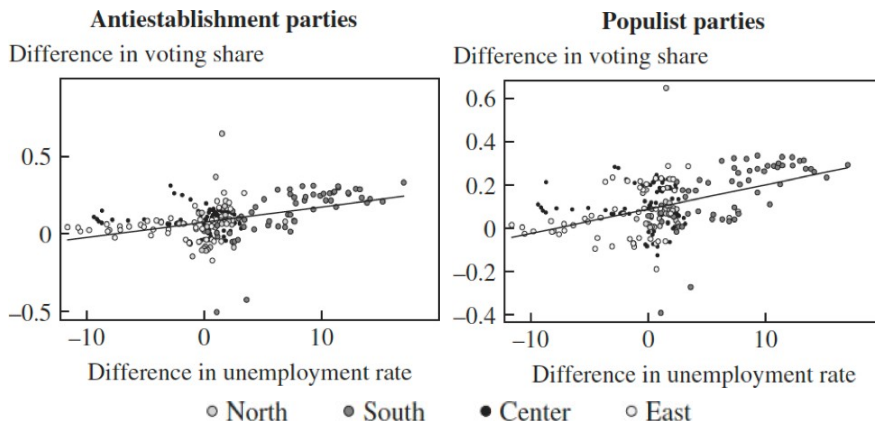 Antiestablishment parties
Difference in voting share
0.5
0
−0.5
−10 0 10
Difference in unemployment rate
Populist parties
Difference in voting share
0.6
0.4
0.2
0
−0.2
−0.4
−10 0 10
Difference in unemployment rate
North South Center East